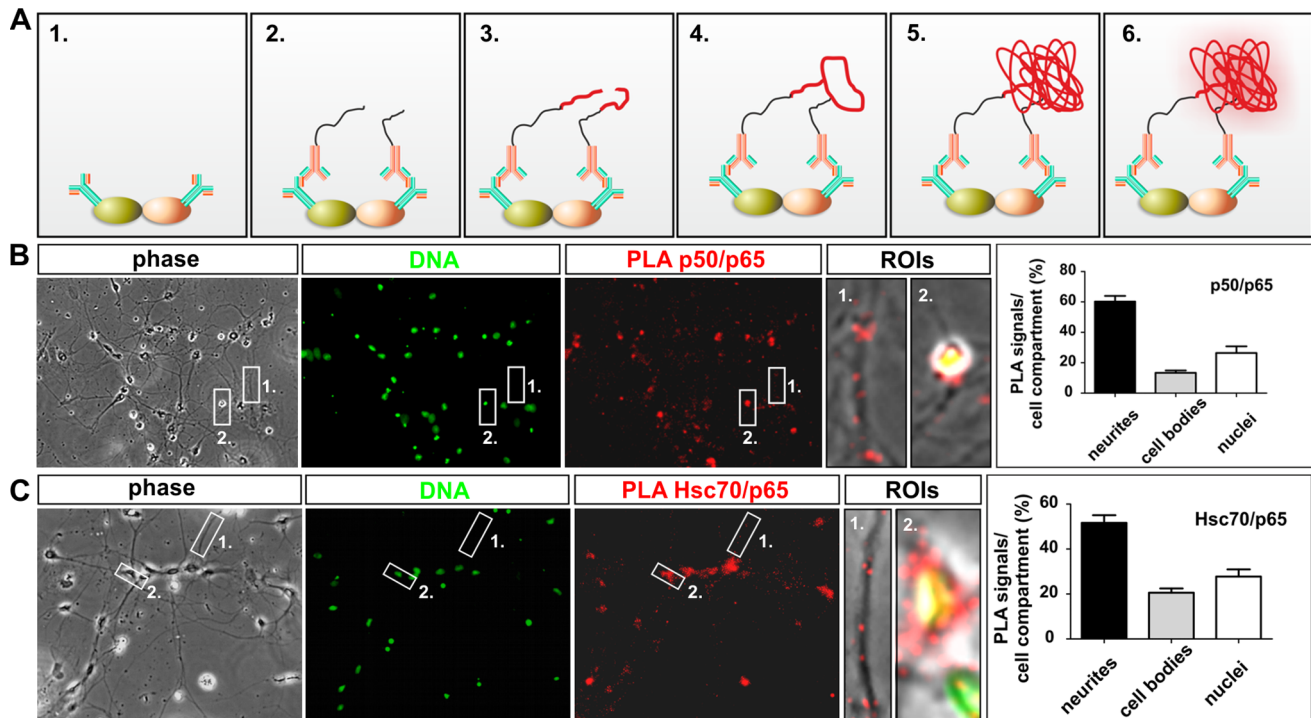 A
1.
2.
3.
4.
5.
6.
B
phase
DNA
PLA p50/p65
ROIs
1.
2.
1.
2.
1.
2.
1.
2.
PLA signals/
cell compartment (%)
80
60
40
20
0
p50/p65
neurites
cell bodies
nuclei
C
phase
DNA
PLA Hsc70/p65
ROIs
1.
2.
1.
2.
1.
2.
1.
2.
PLA signals/
cell compartment (%)
60
40
20
0
Hsc70/p65
neurites
cell bodies
nuclei